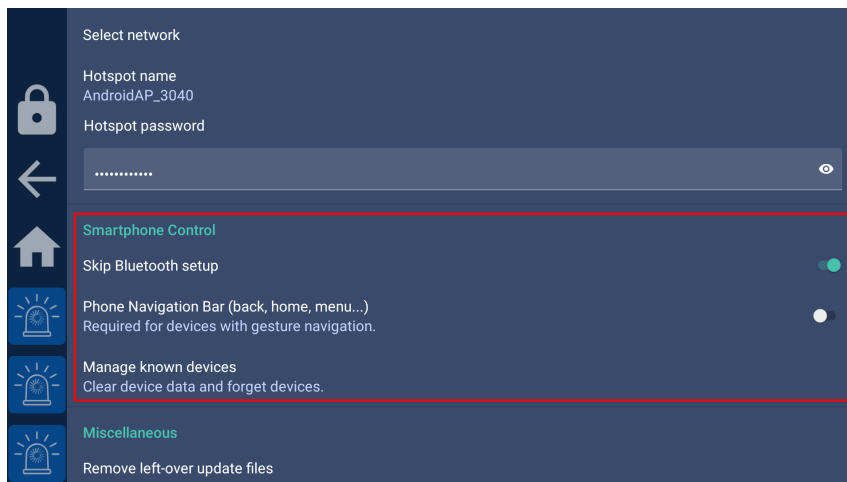 Select network
Hotspot name
AndroidAP_3040
Hotspot password
••••••••••••
Smartphone Control
Skip Bluetooth setup
Phone Navigation Bar (back, home, menu...)
Required for devices with gesture navigation.
Manage known devices
Clear device data and forget devices.
Miscellaneous
Remove left-over update files